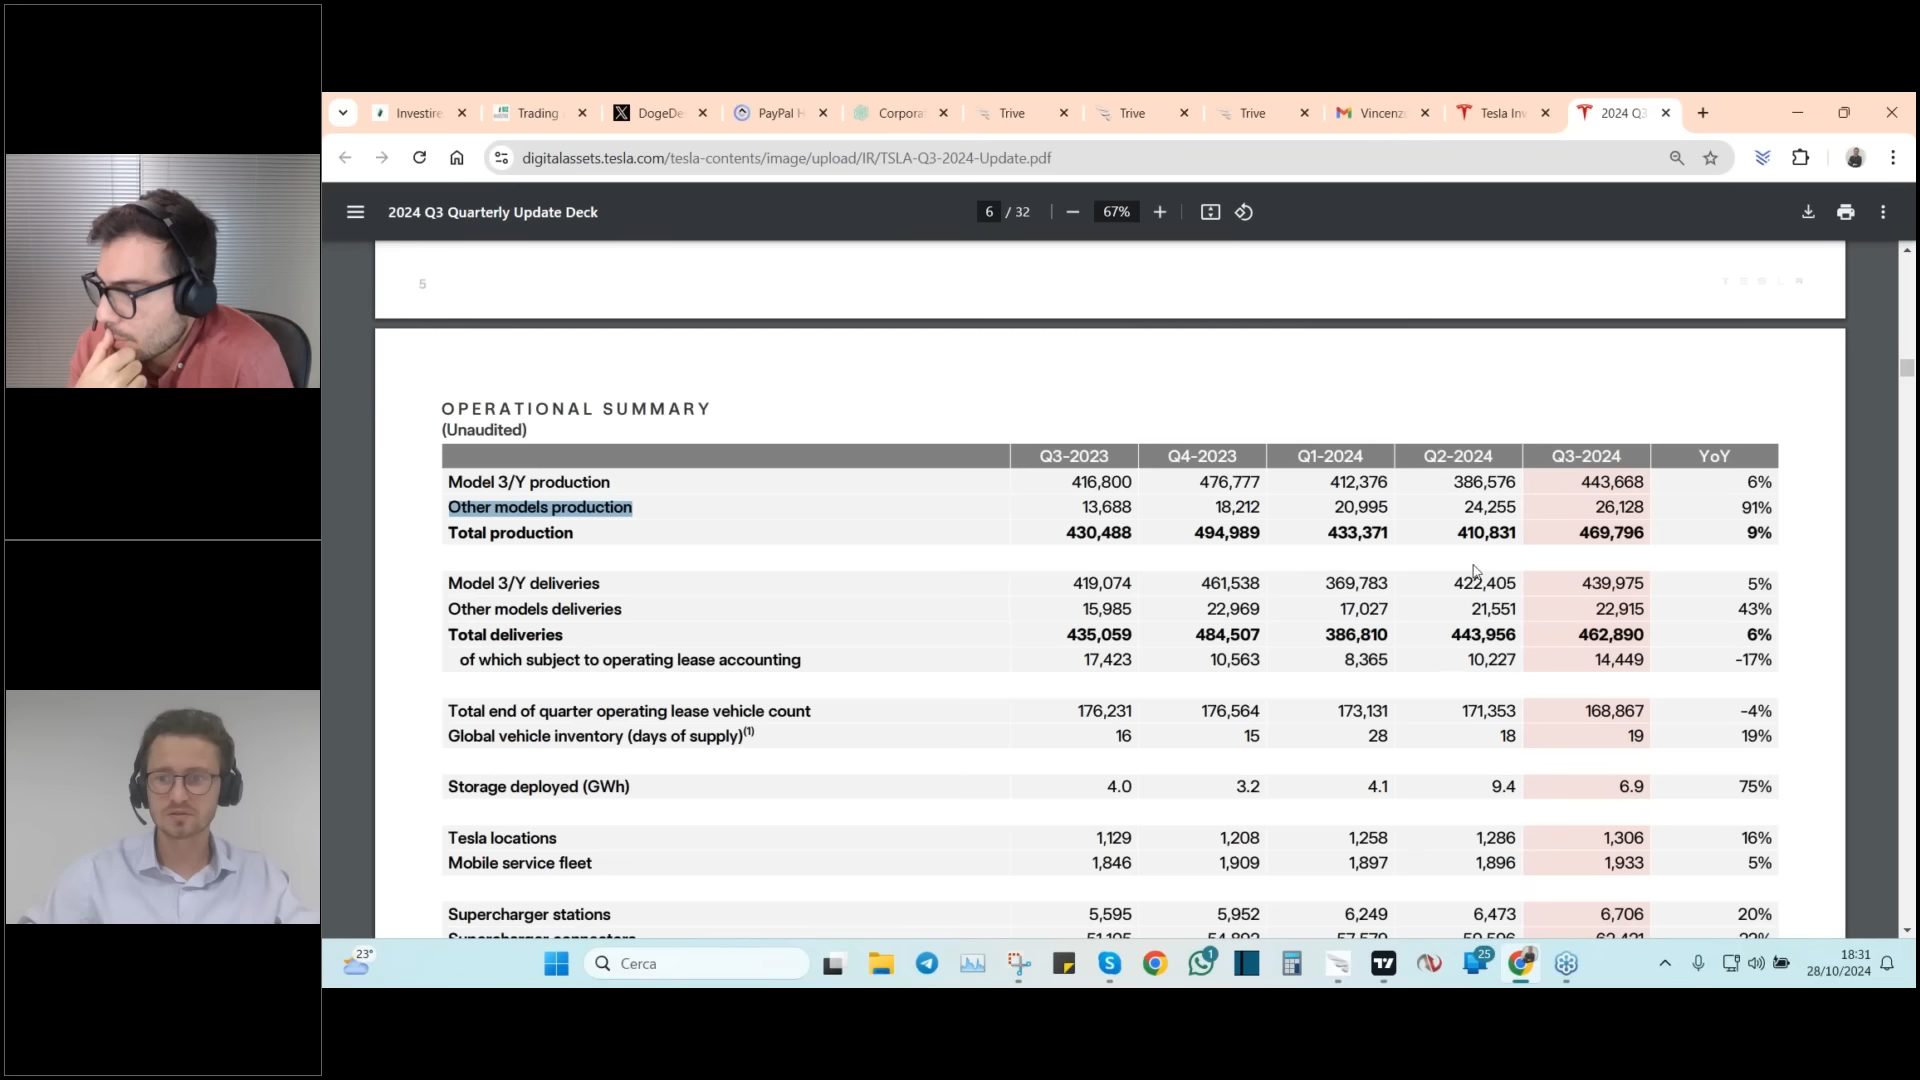 Investire
Trading
DogeDe
PayPal H
Corpora
Trive
Trive
Trive
Vincenz
Tesla Inv
2024 Q3
digitalassets.tesla.com/tesla-contents/image/upload/IR/TSLA-Q3-2024-Update.pdf
2024 Q3 Quarterly Update Deck
6 / 32
67%
5
TESLA
OPERATIONAL SUMMARY
(Unaudited)
Q3-2023 Q4-2023 Q1-2024 Q2-2024 Q3-2024 YoY
Model 3/Y production 416,800 476,777 412,376 386,576 443,668 6%
Other models production 13,688 18,212 20,995 24,255 26,128 91%
Total production 430,488 494,989 433,371 410,831 469,796 9%
Model 3/Y deliveries 419,074 461,538 369,783 422,405 439,975 5%
Other models deliveries 15,985 22,969 17,027 21,551 22,915 43%
Total deliveries 435,059 484,507 386,810 443,956 462,890 6%
of which subject to operating lease accounting 17,423 10,563 8,365 10,227 14,449 -17%
Total end of quarter operating lease vehicle count 176,231 176,564 173,131 171,353 168,867 -4%
Global vehicle inventory (days of supply)(1) 16 15 28 18 19 19%
Storage deployed (GWh) 4.0 3.2 4.1 9.4 6.9 75%
Tesla locations 1,129 1,208 1,258 1,286 1,306 16%
Mobile service fleet 1,846 1,909 1,897 1,896 1,933 5%
Supercharger stations 5,595 5,952 6,249 6,473 6,706 20%
23°
Cerca
1
25
18:31
28/10/2024